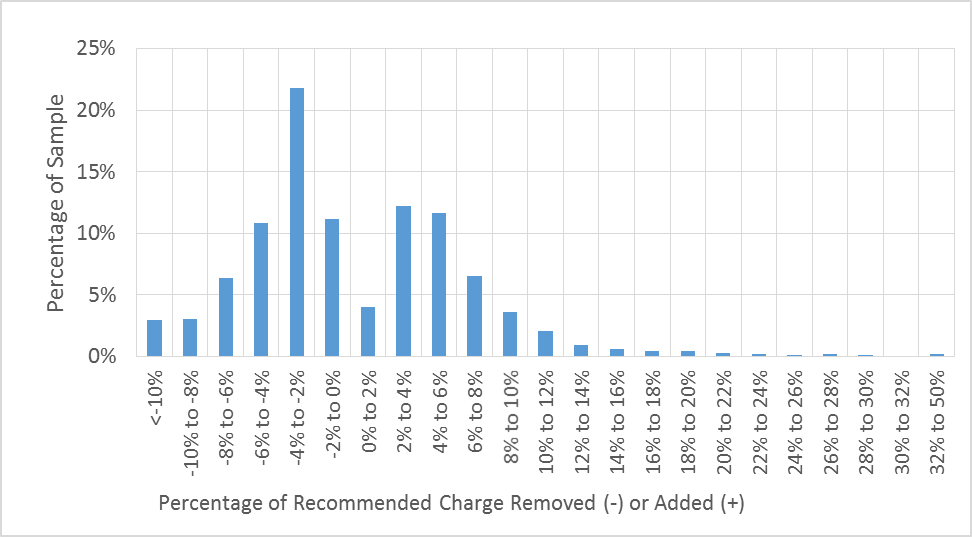 25%
20%
15%
10%
5%
0%
Percentage of Sample
<-10%
-10% to -8%
-8% to -6%
-6% to -4%
-4% to -2%
-2% to 0%
0% to 2%
2% to 4%
4% to 6%
6% to 8%
8% to 10%
10% to 12%
12% to 14%
14% to 16%
16% to 18%
18% to 20%
20% to 22%
22% to 24%
24% to 26%
26% to 28%
28% to 30%
30% to 32%
32% to 50%
Percentage of Recommended Charge Removed (-) or Added (+)